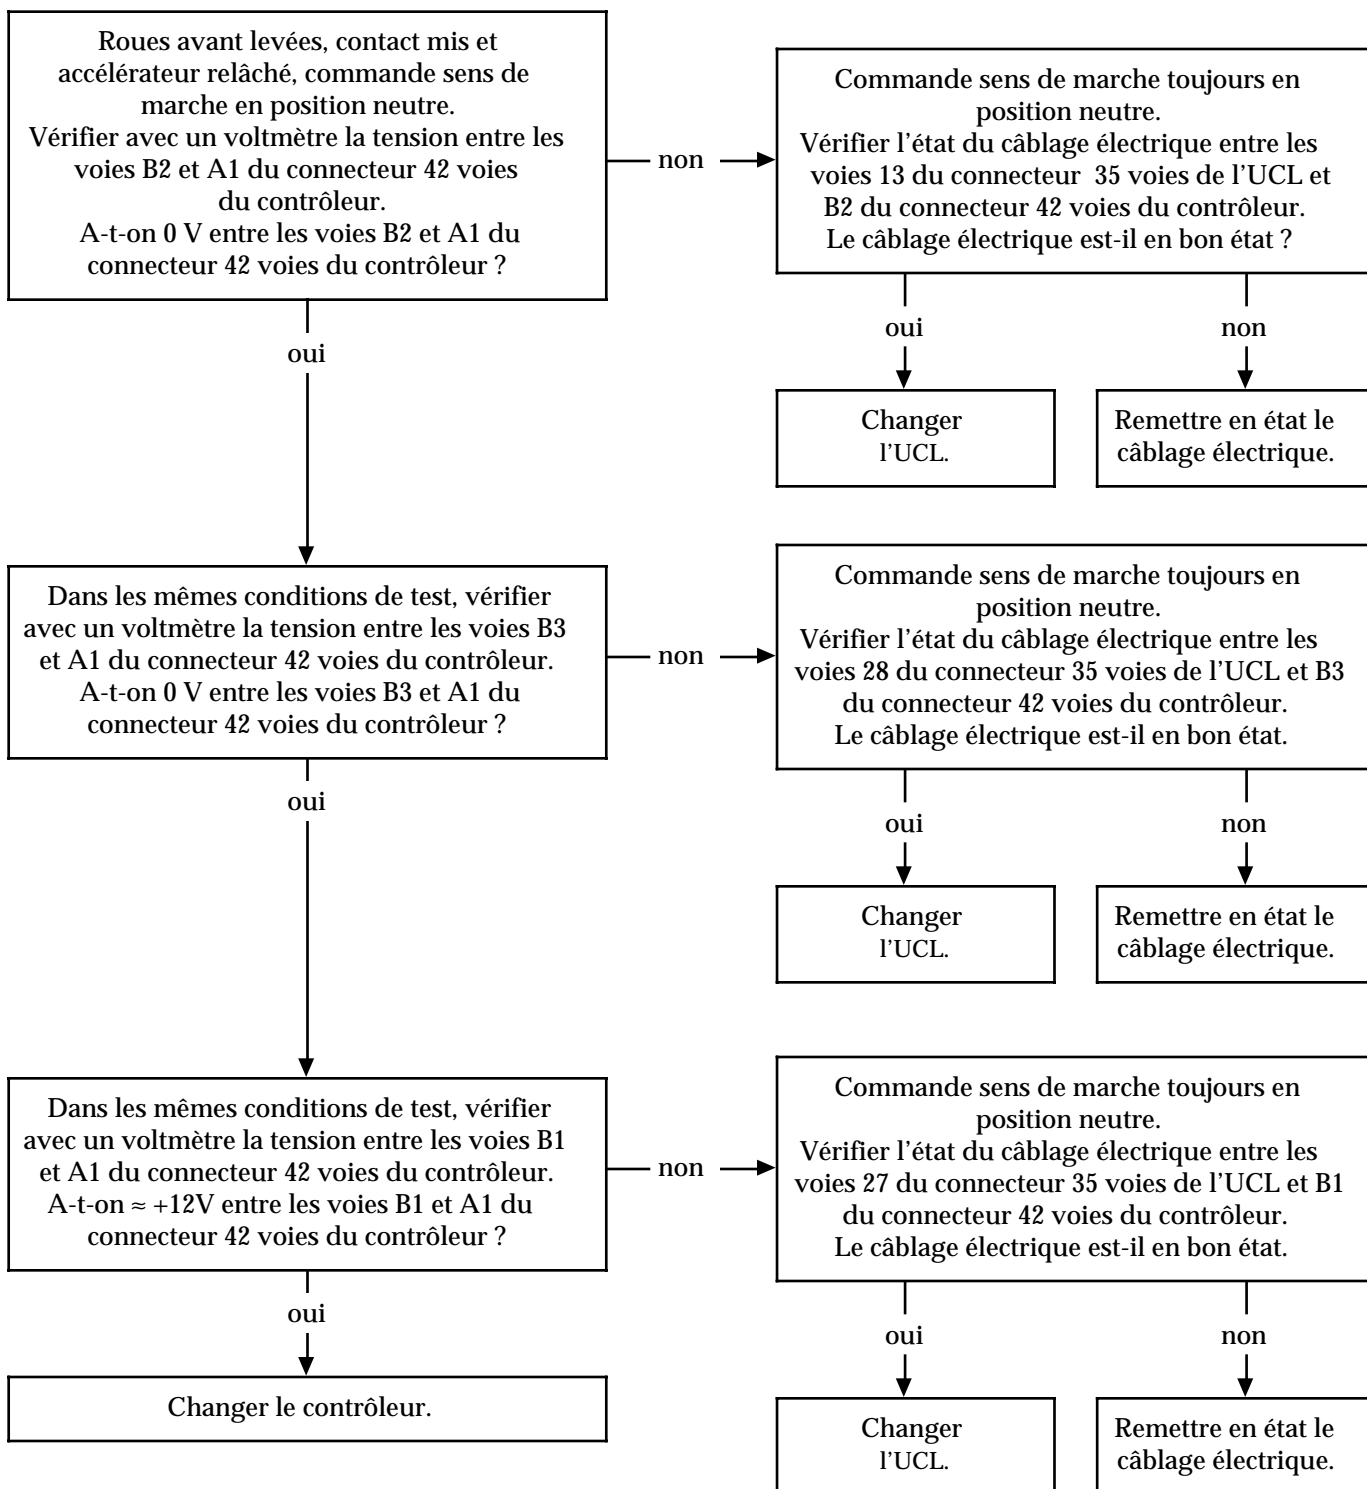 Roues avant levées, contact mis et
accélérateur relâché, commande sens de
marche en position neutre.
Vérifier avec un voltmètre la tension entre les
voies B2 et A1 du connecteur 42 voies
du contrôleur.
A-t-on 0 V entre les voies B2 et A1 du
connecteur 42 voies du contrôleur ?
non
Commande sens de marche toujours en
position neutre.
Vérifier l'état du câblage électrique entre les
voies 13 du connecteur 35 voies de l'UCL et
B2 du connecteur 42 voies du contrôleur.
Le câblage électrique est-il en bon état ?
oui
non
oui
Changer
l'UCL.
Remettre en état le
câblage électrique.
Dans les mêmes conditions de test, vérifier
avec un voltmètre la tension entre les voies B3
et A1 du connecteur 42 voies du contrôleur.
A-t-on 0 V entre les voies B3 et A1 du
connecteur 42 voies du contrôleur ?
non
Commande sens de marche toujours en
position neutre.
Vérifier l'état du câblage électrique entre les
voies 28 du connecteur 35 voies de l'UCL et B3
du connecteur 42 voies du contrôleur.
Le câblage électrique est-il en bon état.
oui
oui
non
Changer
l'UCL.
Remettre en état le
câblage électrique.
Dans les mêmes conditions de test, vérifier
avec un voltmètre la tension entre les voies B1
et A1 du connecteur 42 voies du contrôleur.
A-t-on ≈ +12V entre les voies B1 et A1 du
connecteur 42 voies du contrôleur ?
non
Commande sens de marche toujours en
position neutre.
Vérifier l'état du câblage électrique entre les
voies 27 du connecteur 35 voies de l'UCL et B1
du connecteur 42 voies du contrôleur.
Le câblage électrique est-il en bon état.
oui
oui
non
Changer le contrôleur.
Changer
l'UCL.
Remettre en état le
câblage électrique.